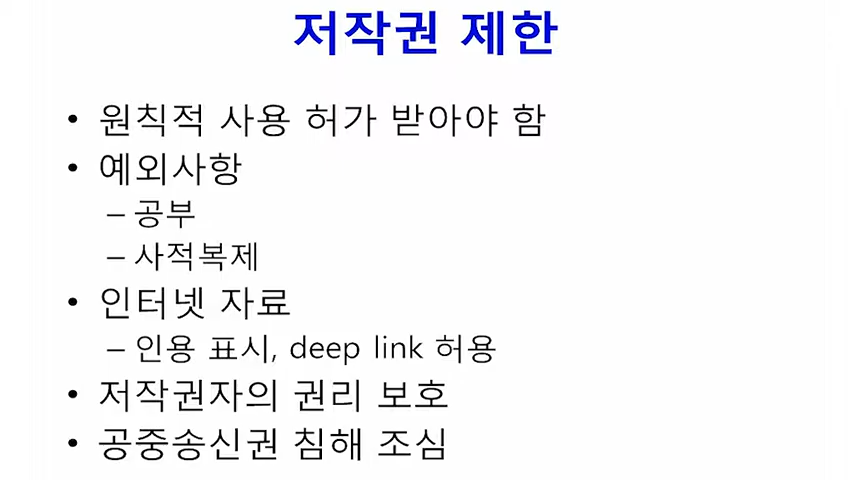 저작권 제한
• 원칙적 사용 허가 받아야 함
• 예외사항
– 공부
– 사적복제
• 인터넷 자료
– 인용 표시, deep link 허용
• 저작권자의 권리 보호
• 공중송신권 침해 조심